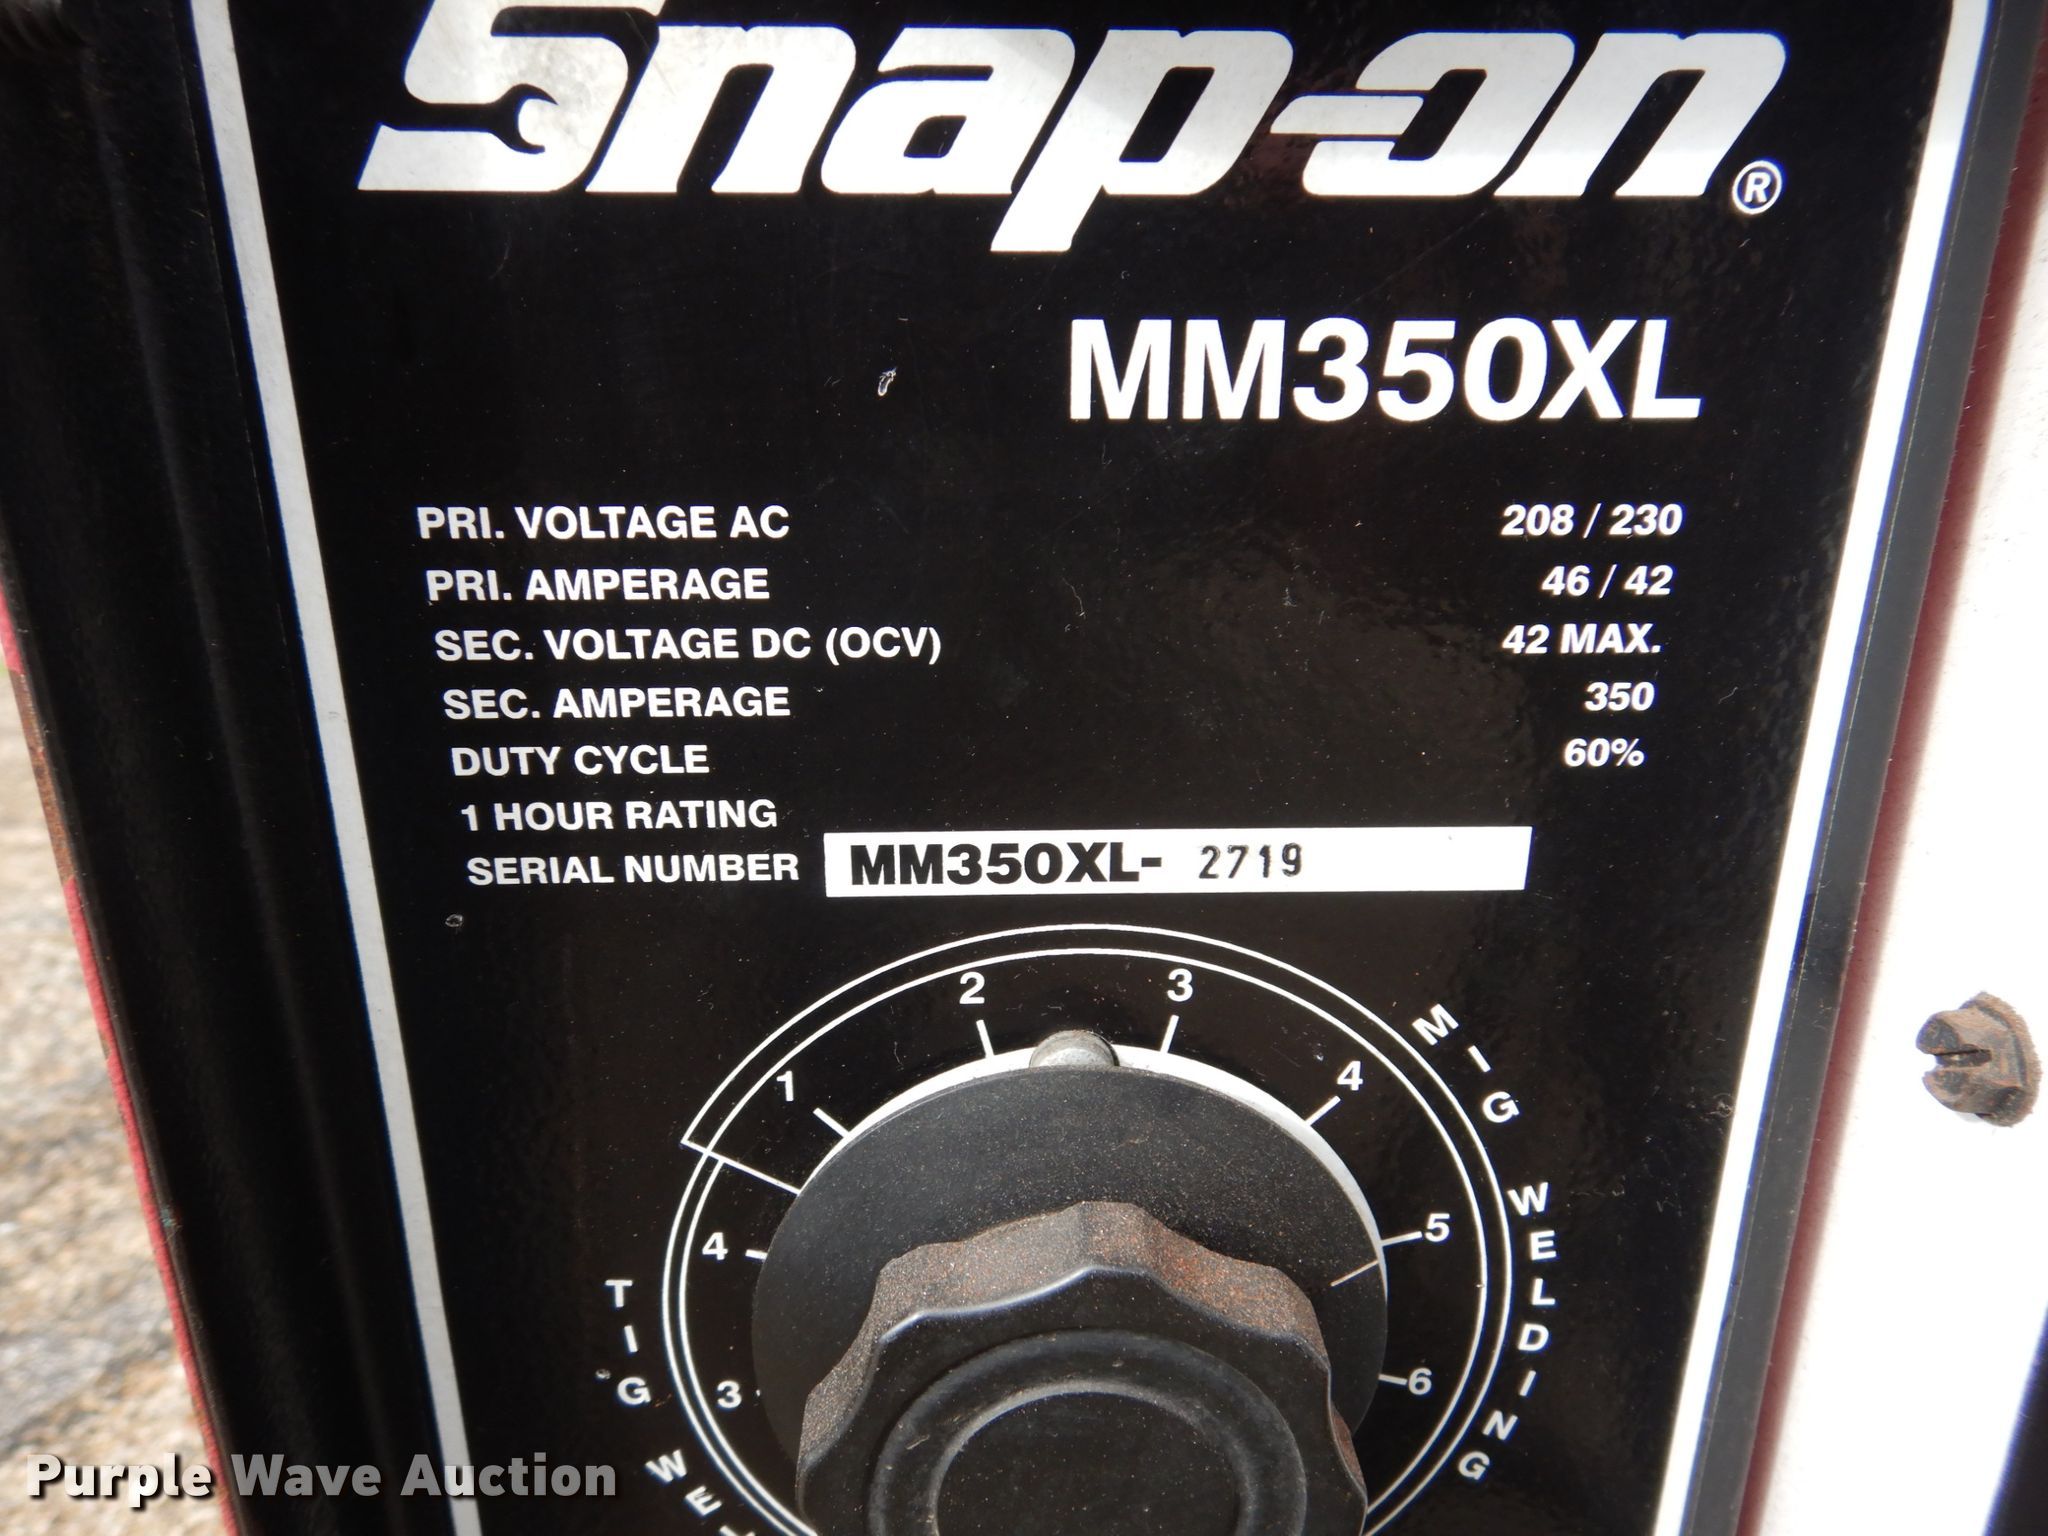 Snap-on®
MM350XL
PRI. VOLTAGE AC 208 / 230
PRI. AMPERAGE 46 / 42
SEC. VOLTAGE DC (OCV) 42 MAX.
SEC. AMPERAGE 350
DUTY CYCLE 60%
1 HOUR RATING
SERIAL NUMBER MM350XL- 2719
1 2 3 4 5 6
MIG WELDING
4 3
TIG WE
Purple Wave Auction